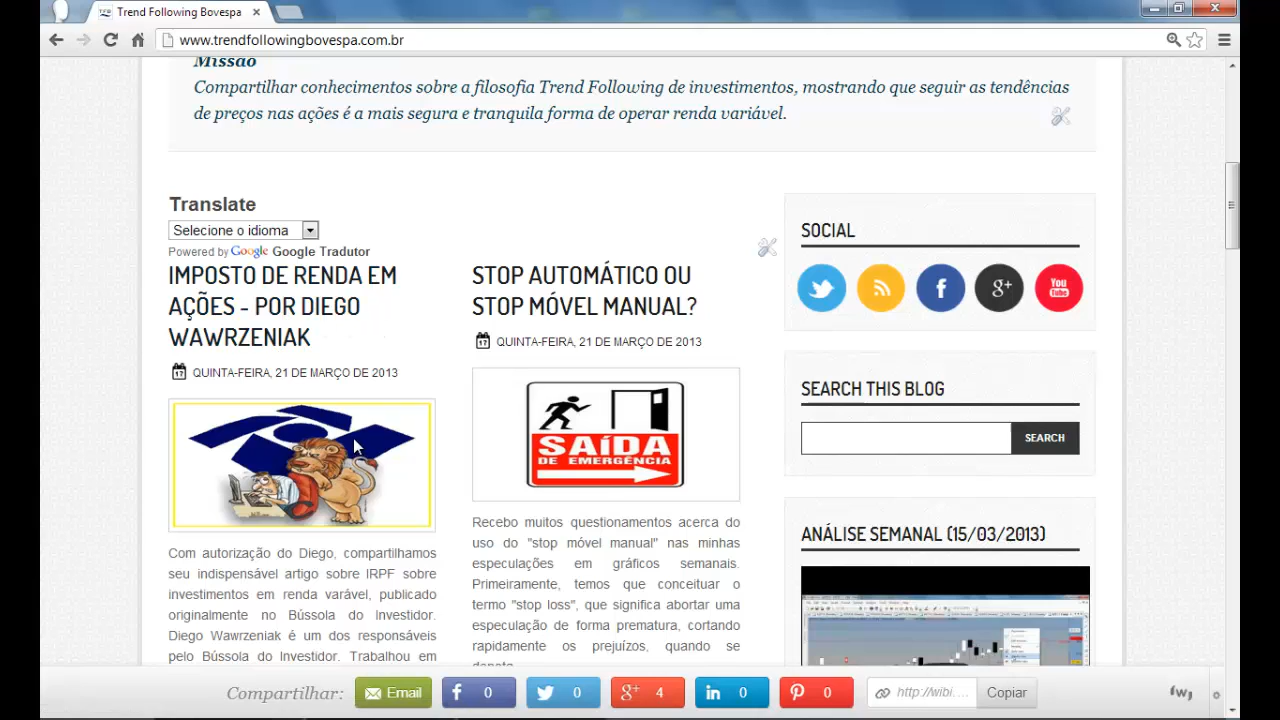 Trend Following Bovespa
www.trendfollowingbovespa.com.br
Missão
Compartilhar conhecimentos sobre a filosofia Trend Following de investimentos, mostrando que seguir as tendências
de preços nas ações é a mais segura e tranquila forma de operar renda variável.
Translate
Selecione o idioma
Powered by Google Google Tradutor
IMPOSTO DE RENDA EM
AÇÕES - POR DIEGO
WAWRZENIAK
17 QUINTA-FEIRA, 21 DE MARÇO DE 2013
Com autorização do Diego, compartilhamos
seu indispensável artigo sobre IRPF sobre
investimentos em renda varável, publicado
originalmente no Bússola do investidor.
Diego Wawrzeniak é um dos responsáveis
pelo Bússola do Investidor. Trabalhou em
STOP AUTOMÁTICO OU
STOP MÓVEL MANUAL?
17 QUINTA-FEIRA, 21 DE MARÇO DE 2013
SAÍDA
DE EMERGÊNCIA
Recebo muitos questionamentos acerca do
uso do "stop móvel manual" nas minhas
especulações em gráficos semanais.
Primeiramente, temos que conceituar o
termo "stop loss", que significa abortar uma
especulação de forma prematura, cortando
rapidamente os prejuízos, quando se
SOCIAL
g+
You
Tube
SEARCH THIS BLOG
SEARCH
ANÁLISE SEMANAL (15/03/2013)
Compartilhar:
Email
f 0
0
g+ 4
in 0
0
http://wibi....
Copiar